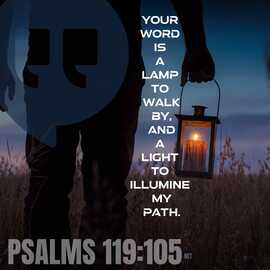 YOUR
WORD
IS
A
LAMP
TO
WALK
BY,
AND
A
LIGHT
TO
ILLUMINE
MY
PATH.
PSALMS 119:105